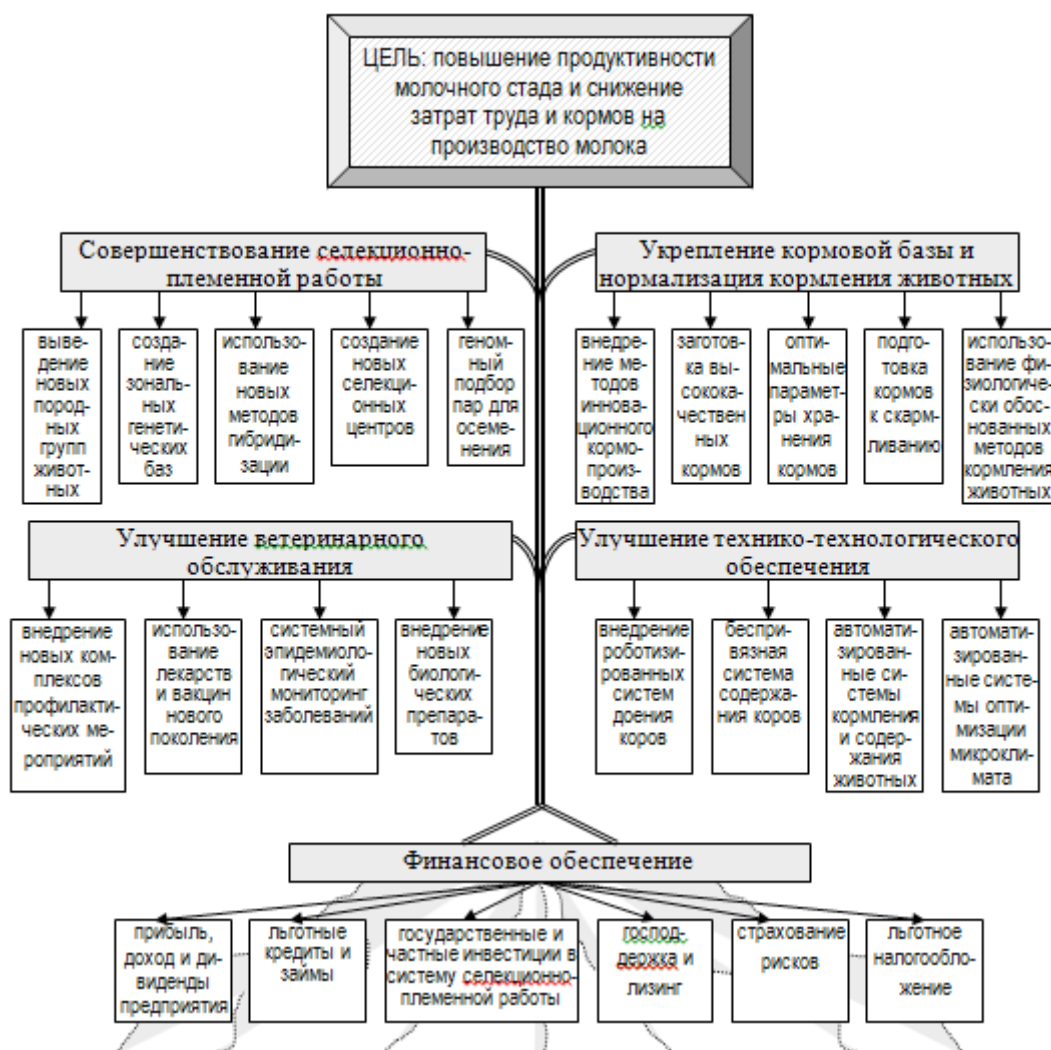 ЦЕЛЬ: повышение продуктивности
молочного стада и снижение
затрат труда и кормов на
производство молока
Совершенствование селекционно-
племенной работы
Укрепление кормовой базы и
нормализация кормления животных
выве-
дение
новых
пород-
ных
групп
живот-
ных
созда-
ние
зональ-
ных
генети-
ческих
баз
использо-
вание
новых
методов
гибриди-
зации
создание
новых
селекци-
онных
центров
геном-
ный
подбор
пар для
осеме-
нения
внедре-
ние ме-
тодов
иннова-
ционного
кормо-
произ-
водства
заготов-
ка вы-
сокока-
чествен
ных
кормов
опти-
мальные
парамет-
ры хра-
нения
кормов
подго-
товка
кормов
к скарм-
ливанию
использо-
вание фи-
зиологиче-
ски обос-
нованных
методов
кормления
животных
Улучшение ветеринарного
обслуживания
Улучшение технико-технологического
обеспечения
внедрение
новых ком-
плексов
профилакти-
ческих ме-
роприятий
использо-
вание
лекарств
и вакцин
нового
поколения
системный
эпидемиоло-
гический
мониторинг
заболеваний
внедрение
новых
биологи-
ческих
препара-
тов
внедрение
роботизи-
рованных
систем
доения
коров
беспри-
вязная
система
содержа-
ния коров
автомати-
зирован-
ные си-
стемы
кормления
и содер-
жания
животных
автомати-
зирован-
ные систе-
мы опти-
мизации
микрокли-
мата
Финансовое обеспечение
прибыль,
доход и ди-
виденды
предприятия
льготные
кредиты и
займы
государственные и
частные инвестиции в
систему селекционно-
племенной работы
господ-
держка и
лизинг
страхование
рисков
льготное
налогообло-
жение